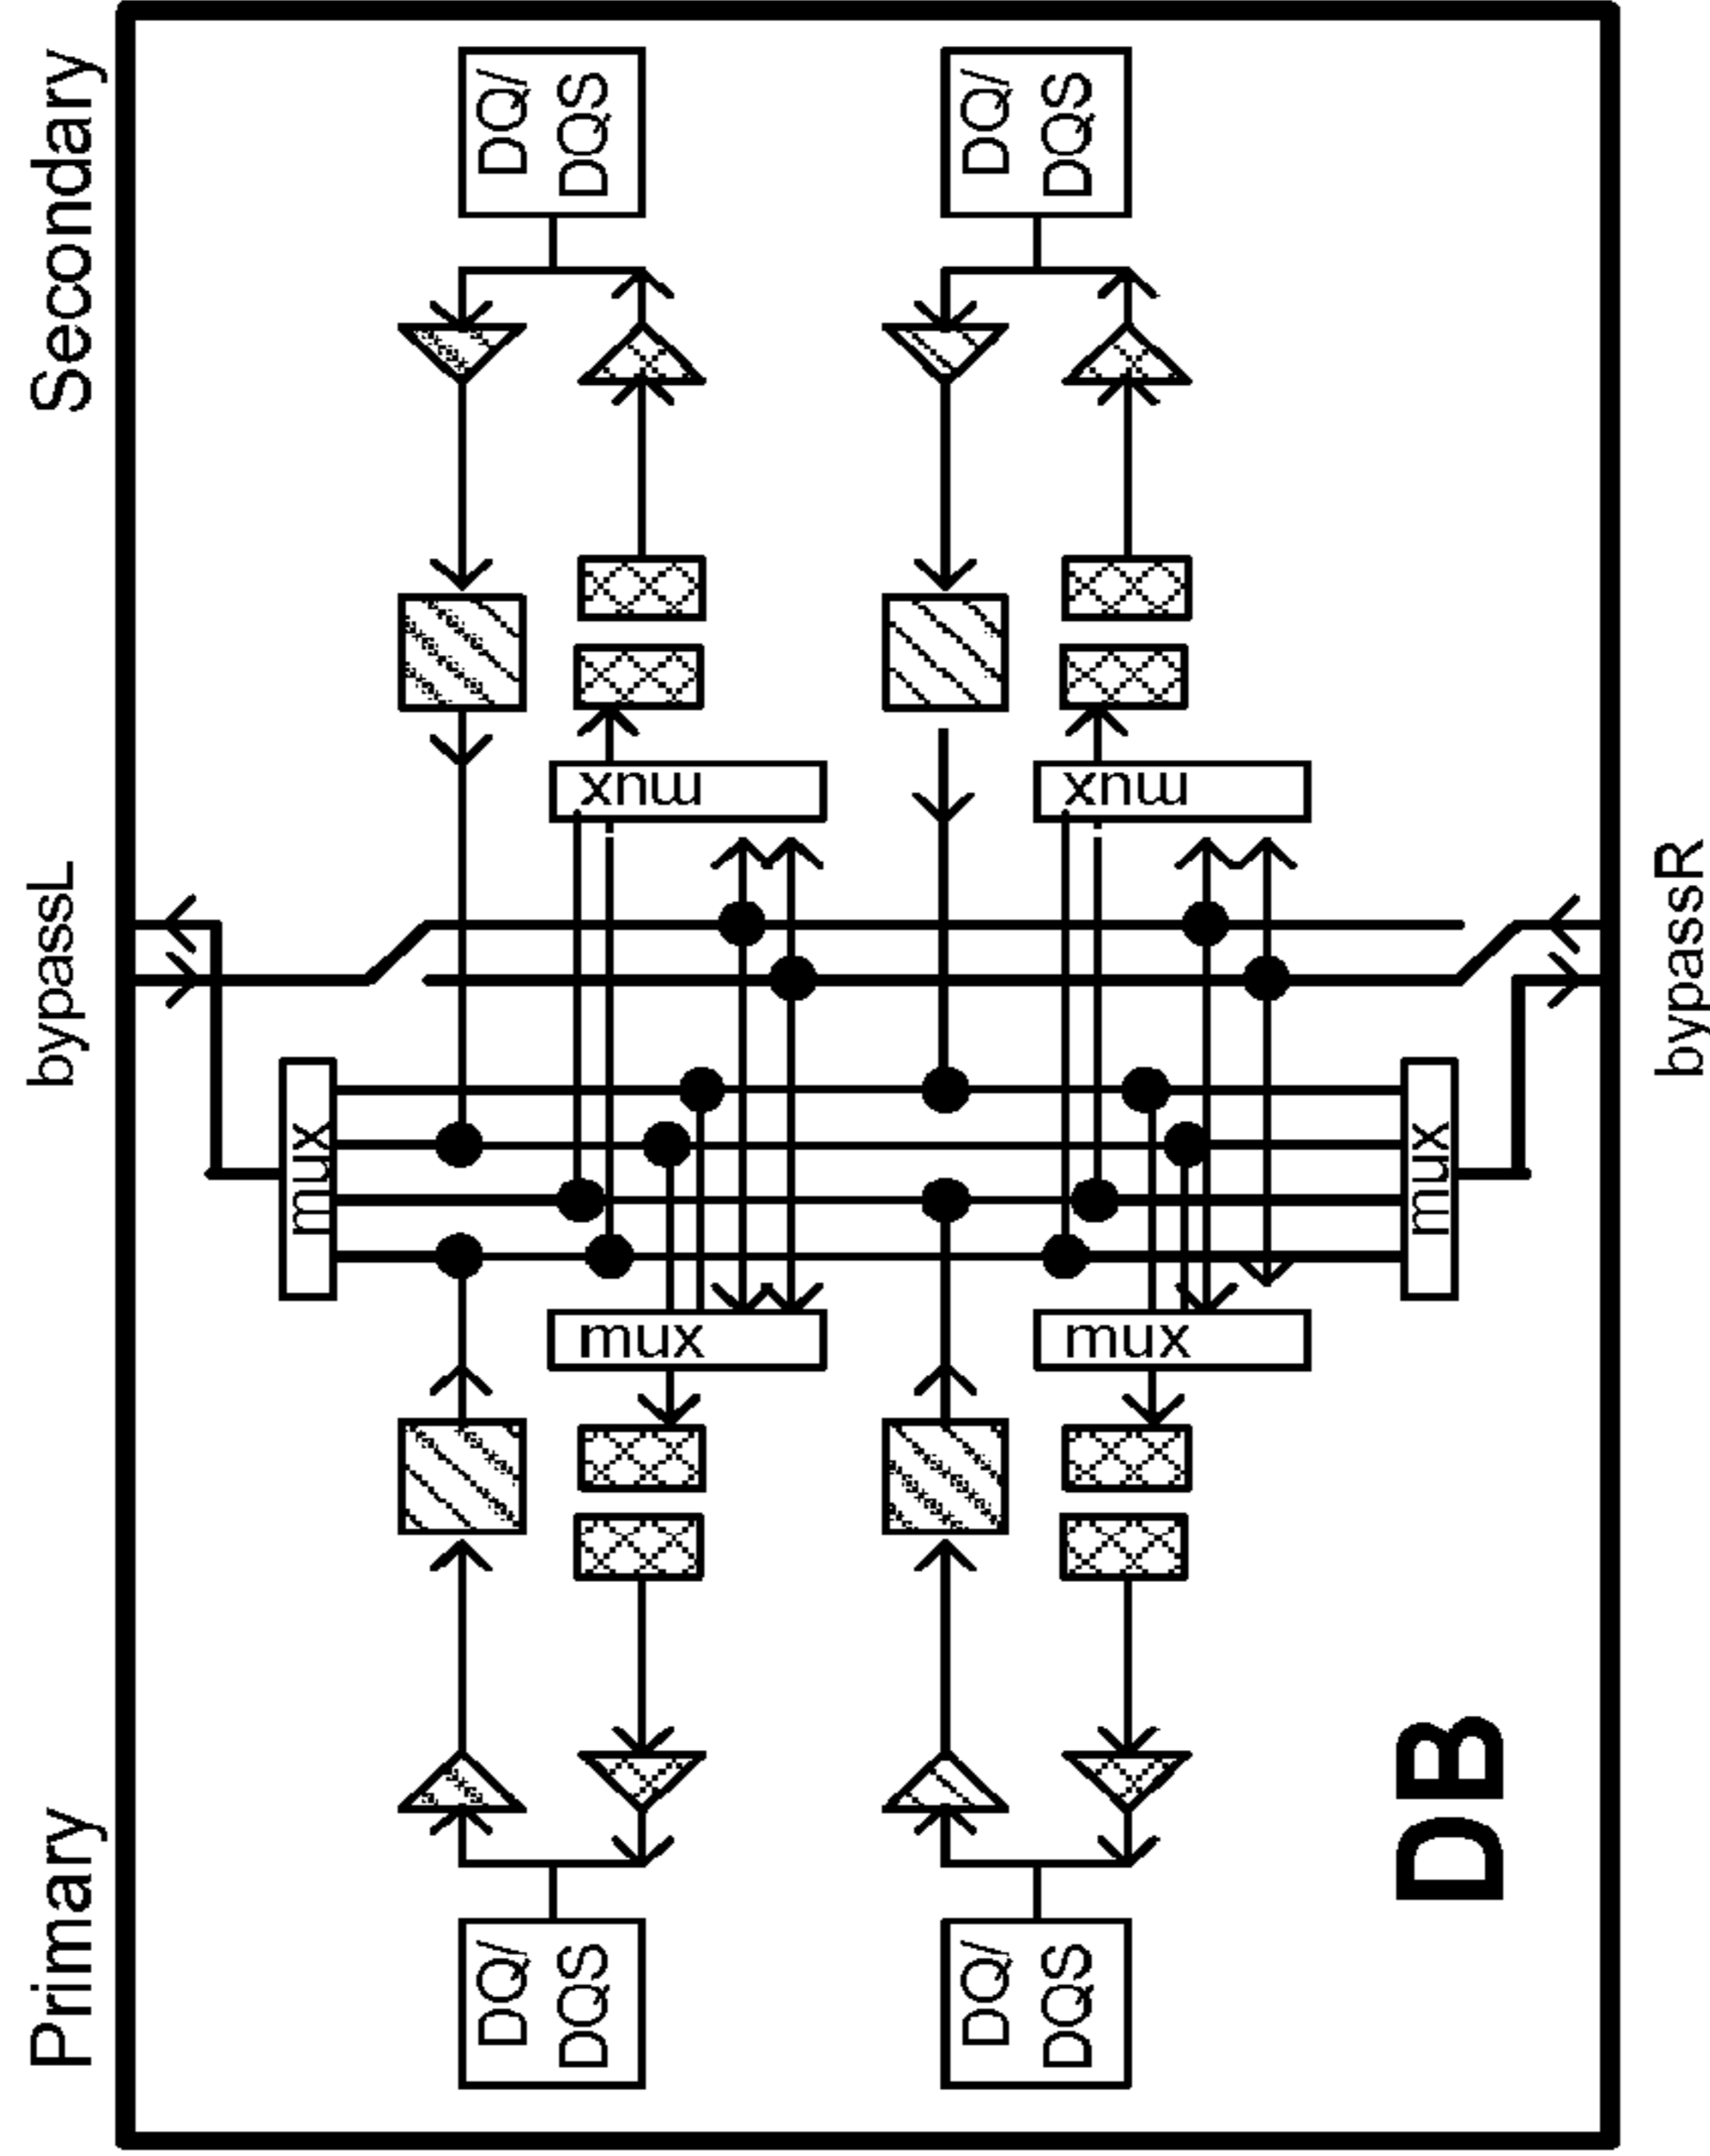 Secondary
DQ/
DQS
DQ/
DQS
mux
mux
bypassL
bypassR
mux
mux
mux
mux
Primary
DQ/
DQS
DQ/
DQS
DB